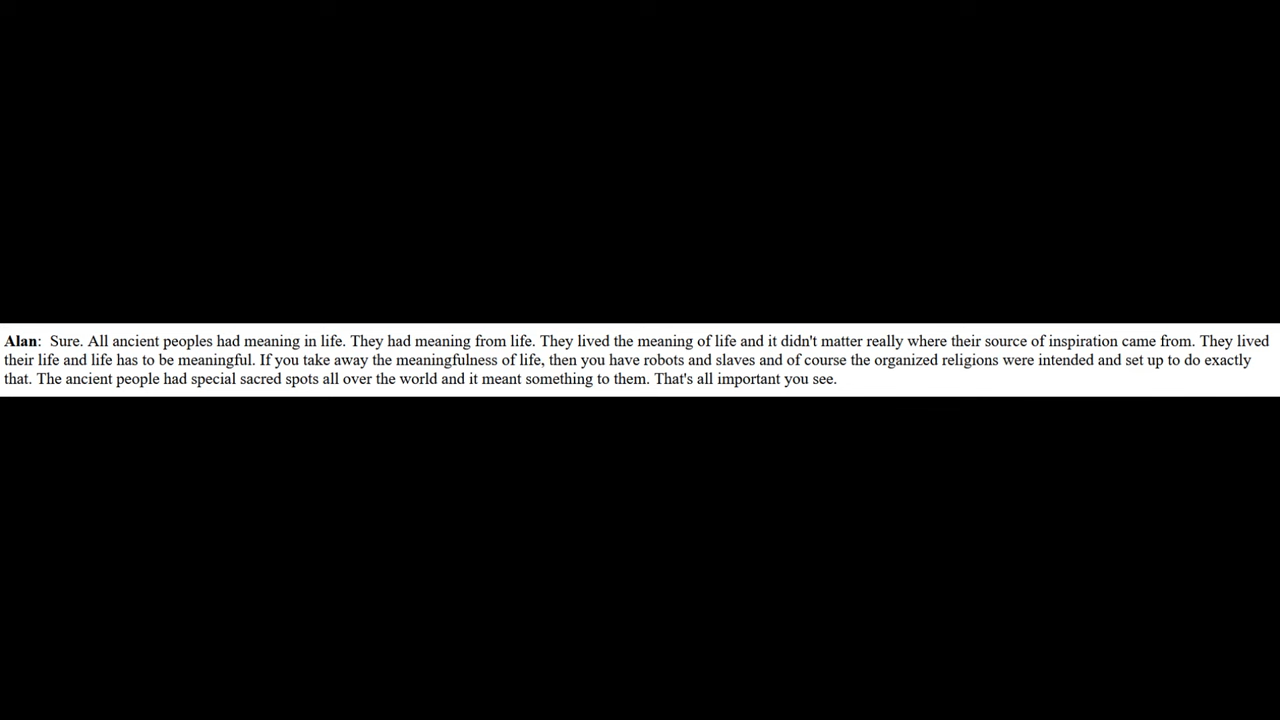 Alan:  Sure. All ancient peoples had meaning in life. They had meaning from life. They lived the meaning of life and it didn't matter really where their source of inspiration came from. They lived
their life and life has to be meaningful. If you take away the meaningfulness of life, then you have robots and slaves and of course the organized religions were intended and set up to do exactly
that. The ancient people had special sacred spots all over the world and it meant something to them. That's all important you see.